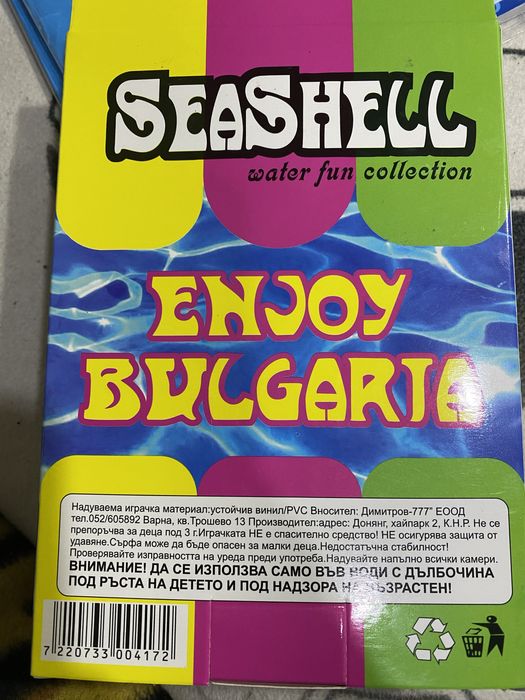 SEASHELL
water fun collection
ENJOY
BULGARIA
Надуваема играчка материал:устойчив винил/PVC Вносител: Димитров-777" ЕООД
тел.052/605892 Варна, кв.Трошево 13 Производител:адрес: Донянг, хайпарк 2, К.Н.Р. Не се
препоръчва за деца под 3 г.Играчката НЕ е спасително средство! НЕ осигурява защита от
удавяне.Сърфа може да бъде опасен за малки деца.Недостатъчна стабилност!
Проверявайте изправността на уреда преди употреба.Надувайте напълно всички камери.
ВНИМАНИЕ! ДА СЕ ИЗПОЛЗВА САМО ВЪВ ВОДИ С ДЪЛБОЧИНА
ПОД РЪСТА НА ДЕТЕТО И ПОД НАДЗОРА НА ВЪЗРАСТЕН!
7 220733 004172